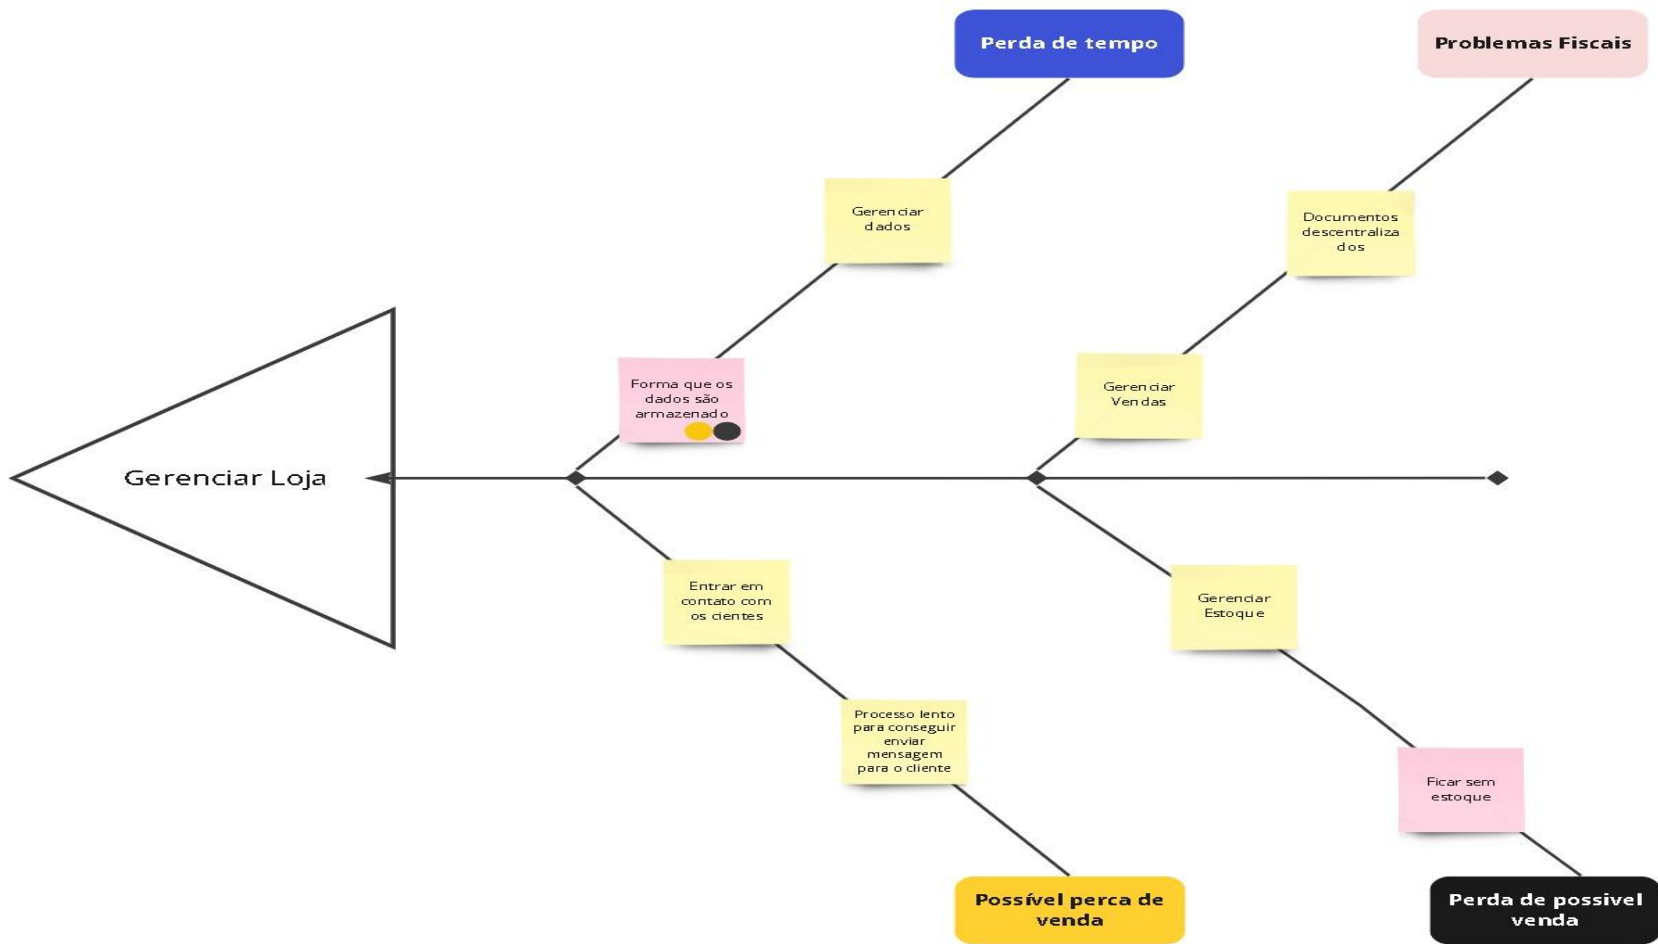 Perda de tempo
Problemas Fiscais
Gerenciar
dados
Documentos
descentraliza
dos
Forma que os
dados são
armazenado
Gerenciar
Vendas
Gerenciar Loja
Entrar em
contato com
os cientes
Gerenciar
Estoque
Processo lento
para conseguir
enviar
mensagem
para o cliente
Ficar sem
estoque
Possível perca de
venda
Perda de possivel
venda